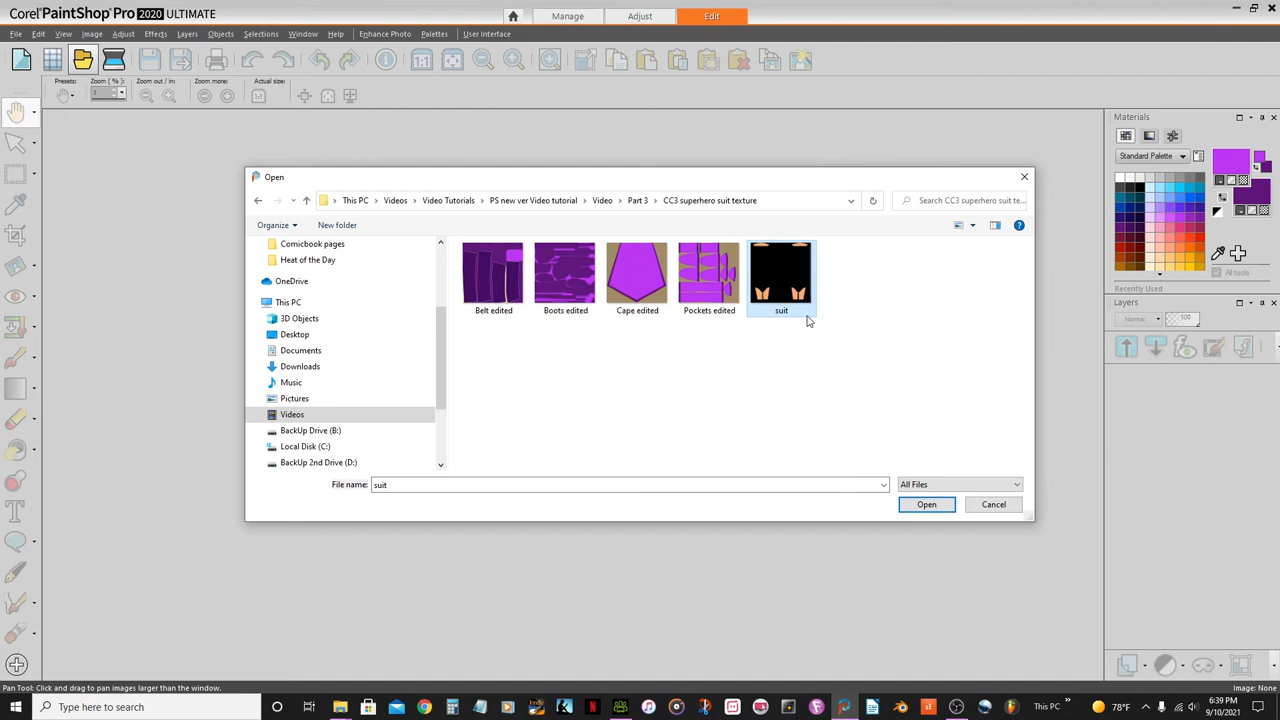 Corel PaintShop Pro 2020 ULTIMATE
Manage Adjust Edit
File Edit View Image Adjust Effects Layers Objects Selections Window Help Enhance Photo Palettes User Interface
Presets: Zoom ( % ): Zoom out / in: Zoom more: Actual size:
1
Materials
Standard Palette
All tools
Recently Used
Layers
Normal 100
Open
This PC Videos Video Tutorials PS new ver Video tutorial Video Part 3 CC3 superhero suit texture
Search CC3 superhero suit te...
Organize New folder
Comicbook pages
Heat of the Day
OneDrive
This PC
3D Objects
Desktop
Documents
Downloads
Music
Pictures
Videos
BackUp Drive (B:)
Local Disk (C:)
BackUp 2nd Drive (D:)
Belt edited Boots edited Cape edited Pockets edited suit
File name: suit All Files
Open Cancel
Pan Tool: Click and drag to pan images larger than the window. Image: None
Type here to search
This PC 78°F
6:39 PM
9/10/2021